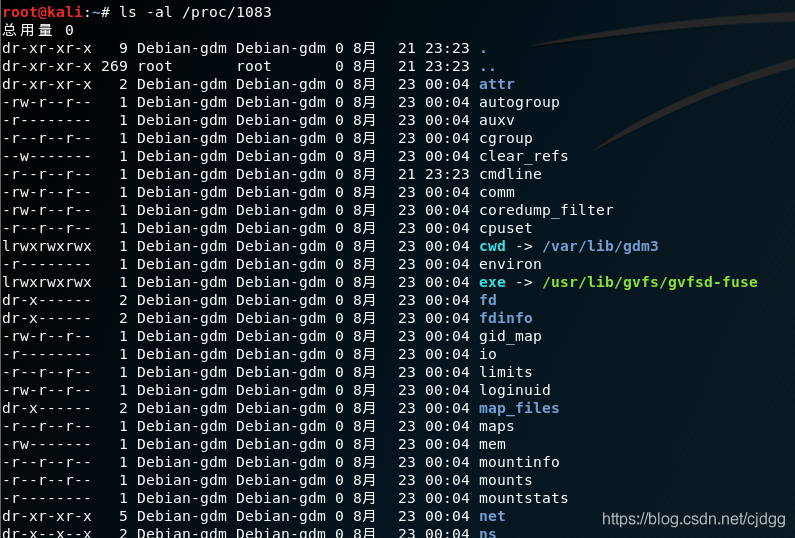 root@kali:~# ls -al /proc/1083
总用量 0
dr-xr-xr-x   9 Debian-gdm Debian-gdm 0 8月  21 23:23 .
dr-xr-xr-x 269 root       root       0 8月  21 23:23 ..
dr-xr-xr-x   2 Debian-gdm Debian-gdm 0 8月  23 00:04 attr
-rw-r--r--   1 Debian-gdm Debian-gdm 0 8月  23 00:04 autogroup
-r--------   1 Debian-gdm Debian-gdm 0 8月  23 00:04 auxv
-r--r--r--   1 Debian-gdm Debian-gdm 0 8月  23 00:04 cgroup
--w-------   1 Debian-gdm Debian-gdm 0 8月  23 00:04 clear_refs
-r--r--r--   1 Debian-gdm Debian-gdm 0 8月  21 23:23 cmdline
-rw-r--r--   1 Debian-gdm Debian-gdm 0 8月  23 00:04 comm
-rw-r--r--   1 Debian-gdm Debian-gdm 0 8月  23 00:04 coredump_filter
-r--r--r--   1 Debian-gdm Debian-gdm 0 8月  23 00:04 cpuset
lrwxrwxrwx   1 Debian-gdm Debian-gdm 0 8月  23 00:04 cwd -> /var/lib/gdm3
-r--------   1 Debian-gdm Debian-gdm 0 8月  23 00:04 environ
lrwxrwxrwx   1 Debian-gdm Debian-gdm 0 8月  23 00:04 exe -> /usr/lib/gvfs/gvfsd-fuse
dr-x------   2 Debian-gdm Debian-gdm 0 8月  23 00:04 fd
dr-x------   2 Debian-gdm Debian-gdm 0 8月  23 00:04 fdinfo
-rw-r--r--   1 Debian-gdm Debian-gdm 0 8月  23 00:04 gid_map
-r--------   1 Debian-gdm Debian-gdm 0 8月  23 00:04 io
-r--r--r--   1 Debian-gdm Debian-gdm 0 8月  23 00:04 limits
-rw-r--r--   1 Debian-gdm Debian-gdm 0 8月  23 00:04 loginuid
dr-x------   2 Debian-gdm Debian-gdm 0 8月  23 00:04 map_files
-r--r--r--   1 Debian-gdm Debian-gdm 0 8月  23 00:04 maps
-rw-------   1 Debian-gdm Debian-gdm 0 8月  23 00:04 mem
-r--r--r--   1 Debian-gdm Debian-gdm 0 8月  23 00:04 mountinfo
-r--r--r--   1 Debian-gdm Debian-gdm 0 8月  23 00:04 mounts
-r--------   1 Debian-gdm Debian-gdm 0 8月  23 00:04 mountstats
dr-xr-xr-x   5 Debian-gdm Debian-gdm 0 8月  23 00:04 net
dr-x--x--x   2 Debian-gdm Debian-gdm 0 8月  23 00:04 ns
https://blog.csdn.net/cjdgg